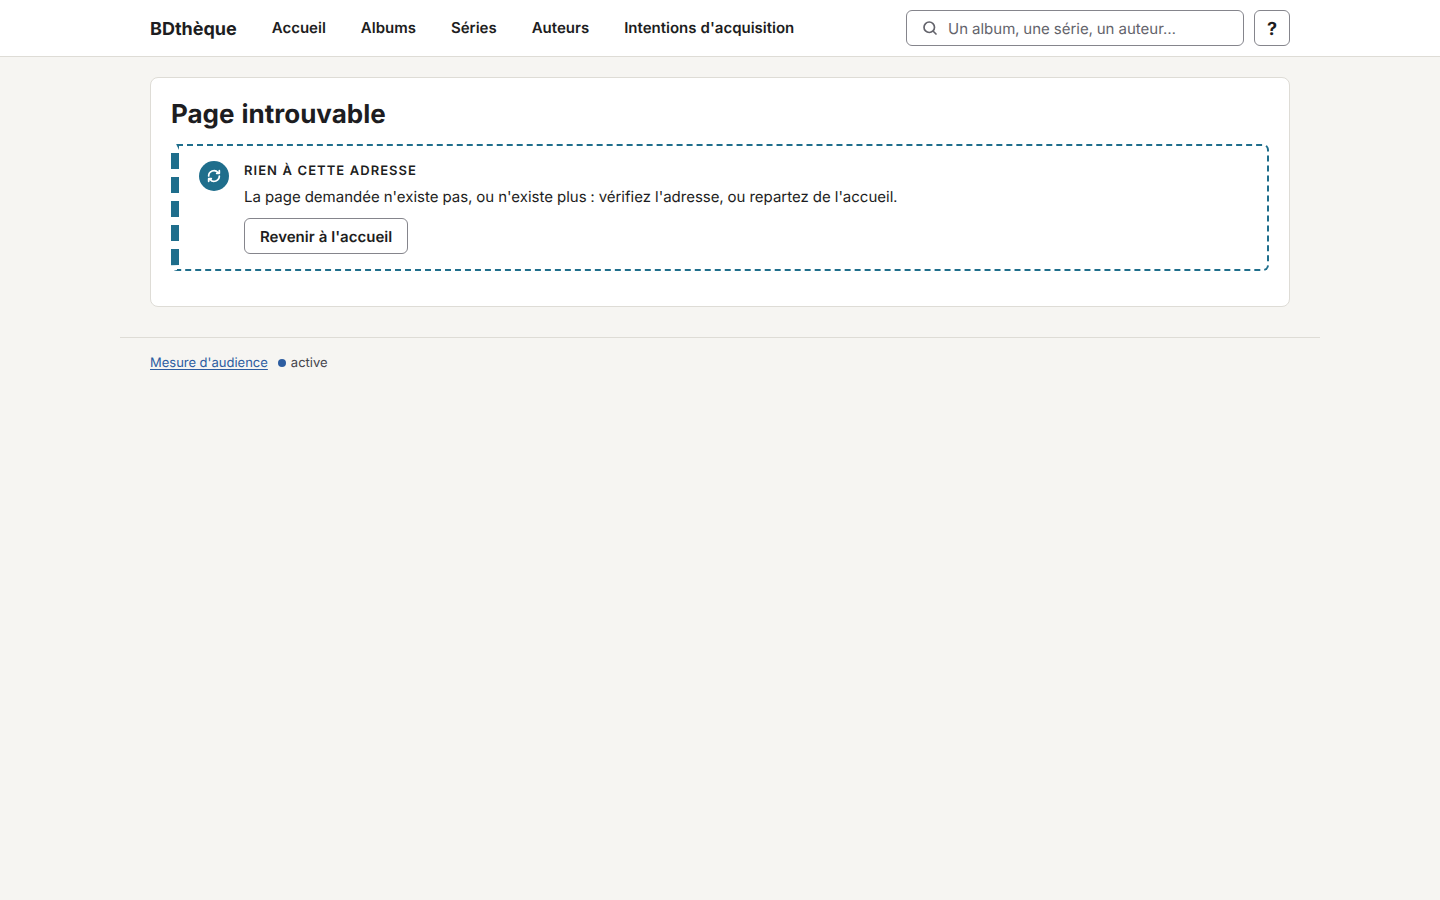 BDthèque Accueil Albums Séries Auteurs Intentions d'acquisition Un album, une série, un auteur... ?
Page introuvable
RIEN À CETTE ADRESSE
La page demandée n'existe pas, ou n'existe plus : vérifiez l'adresse, ou repartez de l'accueil.
Revenir à l'accueil
Mesure d'audience active